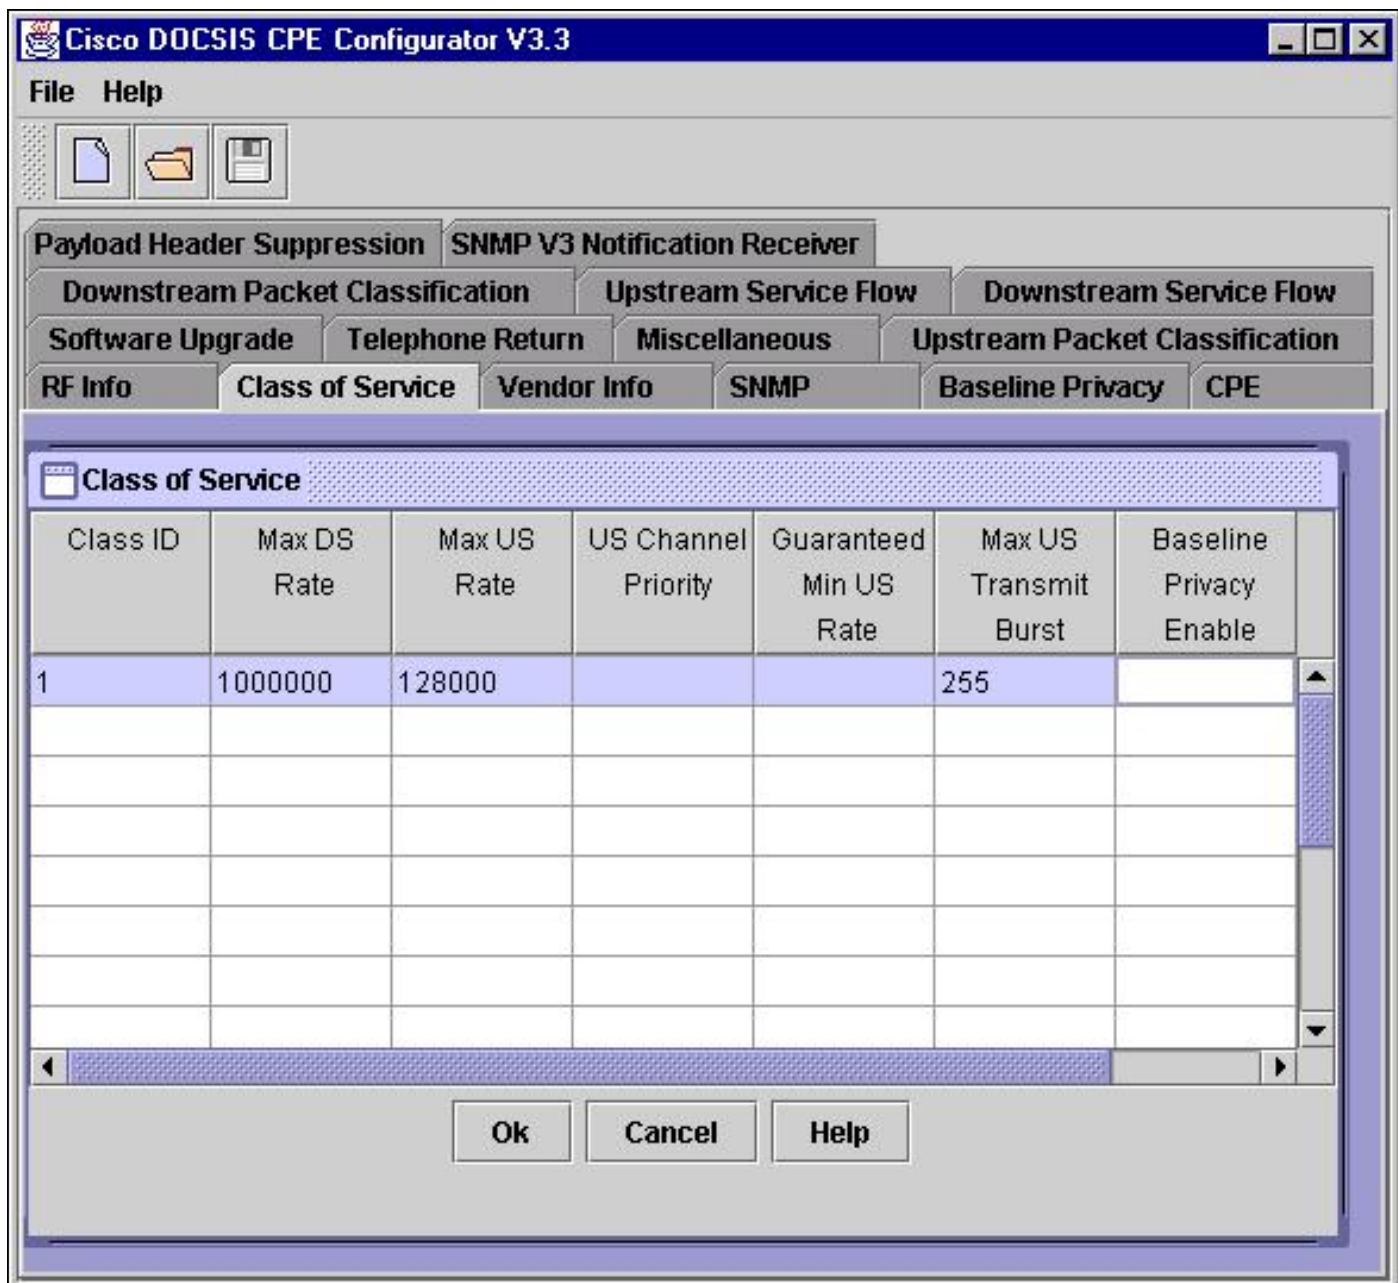 Cisco DOCSIS CPE Configurator V3.3
File Help
Payload Header Suppression SNMP V3 Notification Receiver
Downstream Packet Classification Upstream Service Flow Downstream Service Flow
Software Upgrade Telephone Return Miscellaneous Upstream Packet Classification
RF Info Class of Service Vendor Info SNMP Baseline Privacy CPE
Class of Service
Class ID Max DS US Channel Guaranteed Max US Baseline
Rate Max US Rate Priority Min US Rate Transmit Burst Privacy Enable
1 1000000 128000 255
Ok Cancel Help